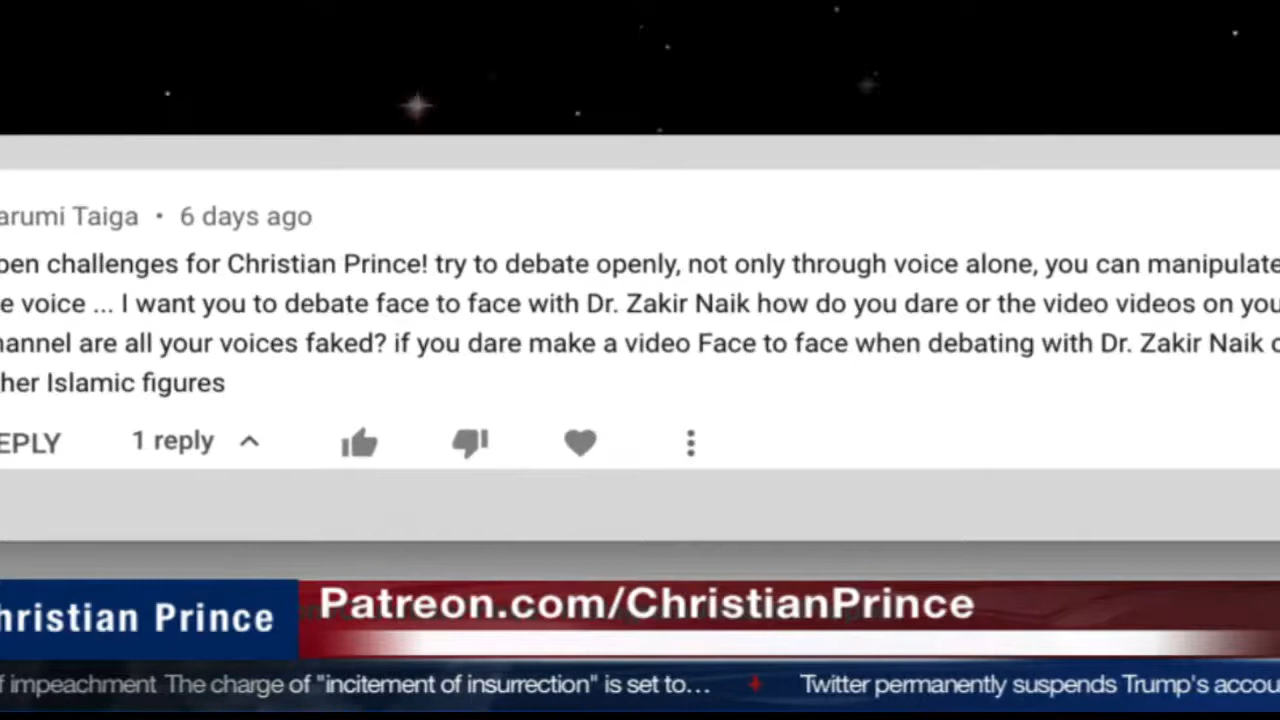 arumi Taiga • 6 days ago
pen challenges for Christian Prince! try to debate openly, not only through voice alone, you can manipulate
e voice ... I want you to debate face to face with Dr. Zakir Naik how do you dare or the video videos on you
hannel are all your voices faked? if you dare make a video Face to face when debating with Dr. Zakir Naik o
her Islamic figures
EPLY 1 reply
hristian Prince
Patreon.com/ChristianPrince
f impeachment The charge of "incitement of insurrection" is set to… Twitter permanently suspends Trump's accou